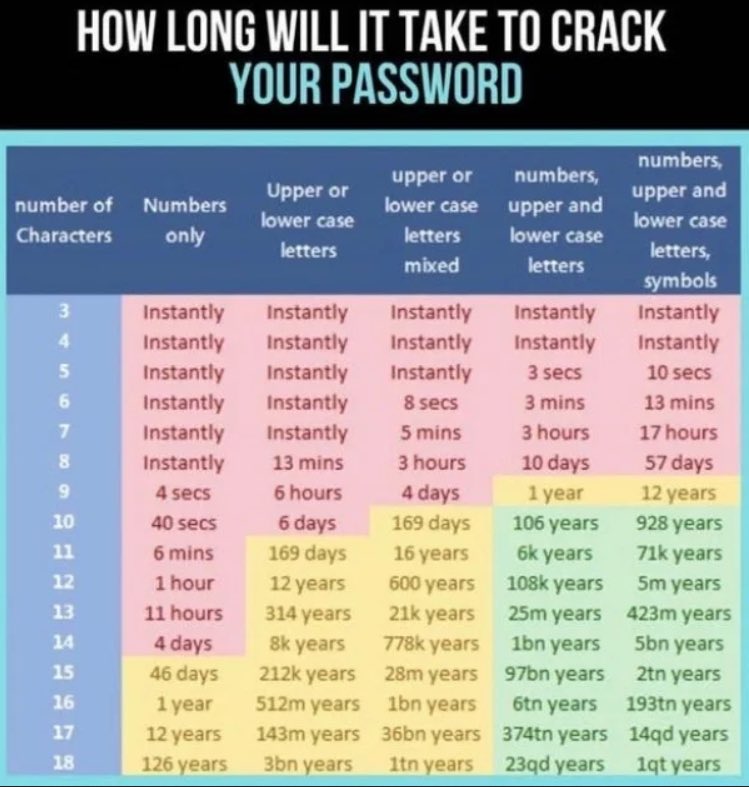 HOW LONG WILL IT TAKE TO CRACK
YOUR PASSWORD
number of Characters | Numbers only | Upper or lower case letters | upper or lower case letters mixed | numbers, upper and lower case letters | numbers, upper and lower case letters, symbols
3 Instantly Instantly Instantly Instantly Instantly
4 Instantly Instantly Instantly Instantly Instantly
5 Instantly Instantly Instantly 3 secs 10 secs
6 Instantly Instantly 8 secs 3 mins 13 mins
7 Instantly Instantly 5 mins 3 hours 17 hours
8 Instantly 13 mins 3 hours 10 days 57 days
9 4 secs 6 hours 4 days 1 year 12 years
10 40 secs 6 days 169 days 106 years 928 years
11 6 mins 169 days 16 years 6k years 71k years
12 1 hour 12 years 600 years 108k years 5m years
13 11 hours 314 years 21k years 25m years 423m years
14 4 days 8k years 778k years 1bn years 5bn years
15 46 days 212k years 28m years 97bn years 2tn years
16 1 year 512m years 1bn years 6tn years 193tn years
17 12 years 143m years 36bn years 374tn years 14qd years
18 126 years 3bn years 1tn years 23qd years 1qt years